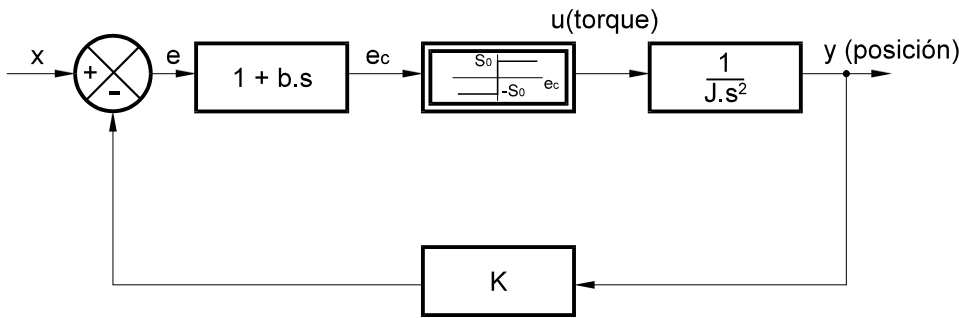 u(torque)
x
+
-
e
1 + b.s
ec
S₀
ec
-S₀
1
J.s²
y (posición)
K